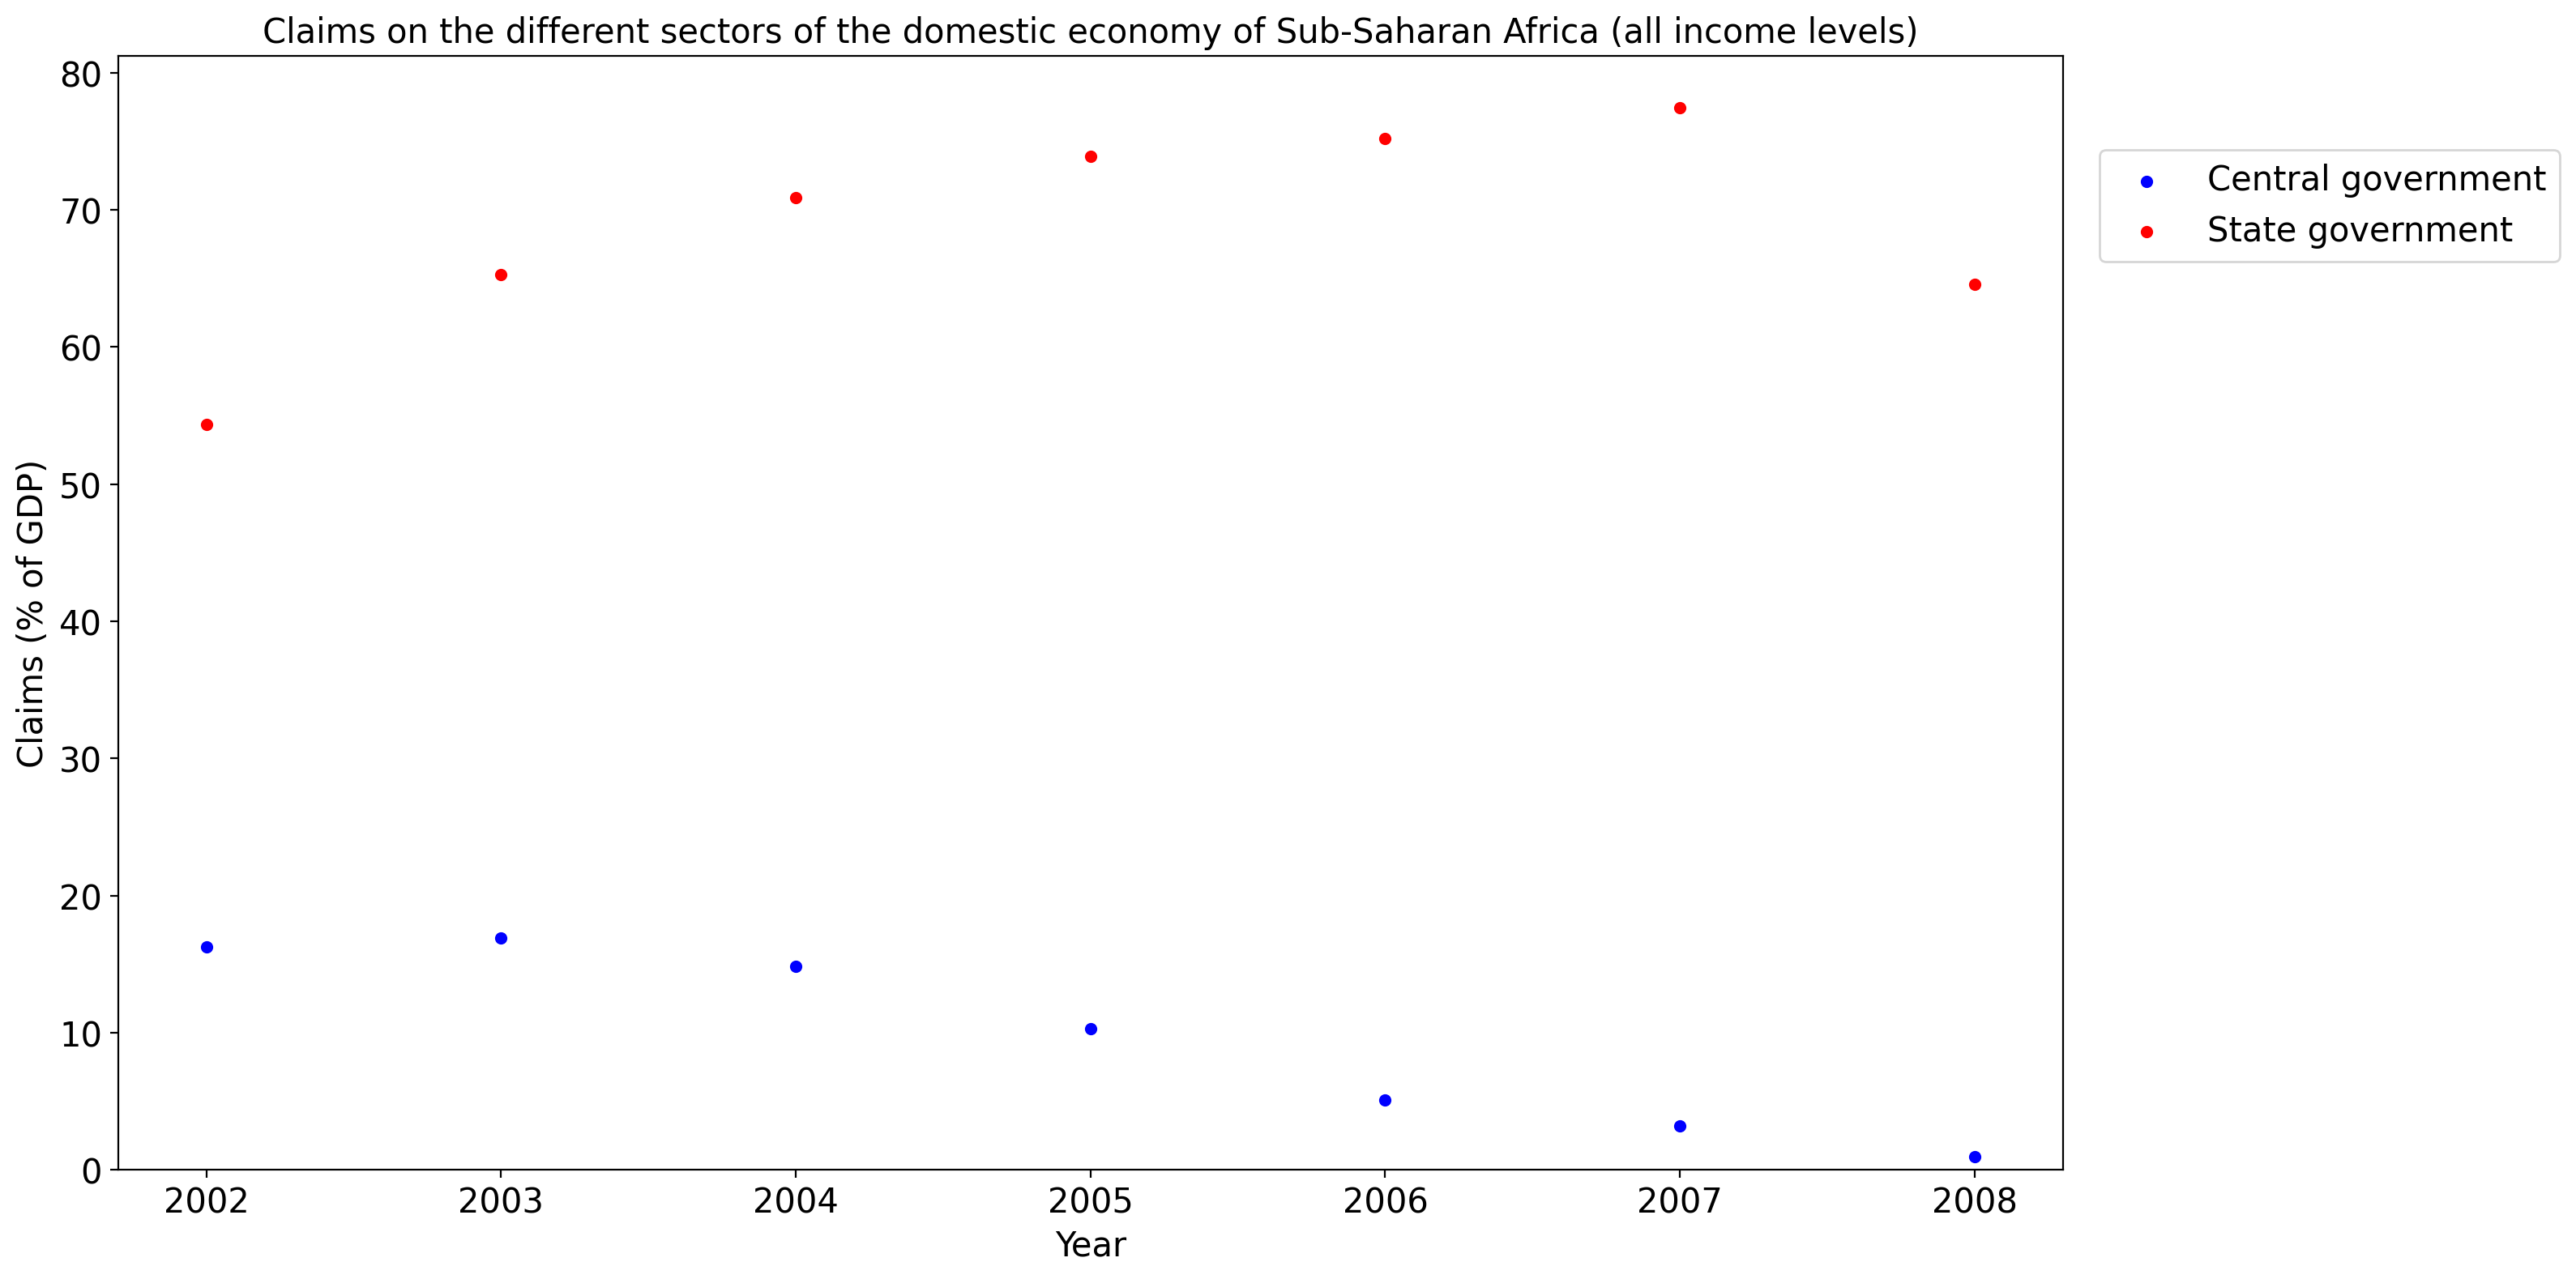 Claims on the different sectors of the domestic economy of Sub-Saharan Africa (all income levels)
80
70
60
50
40
30
20
10
0
Claims (% of GDP)
2002 2003 2004 2005 2006 2007 2008
Year
Central government
State government